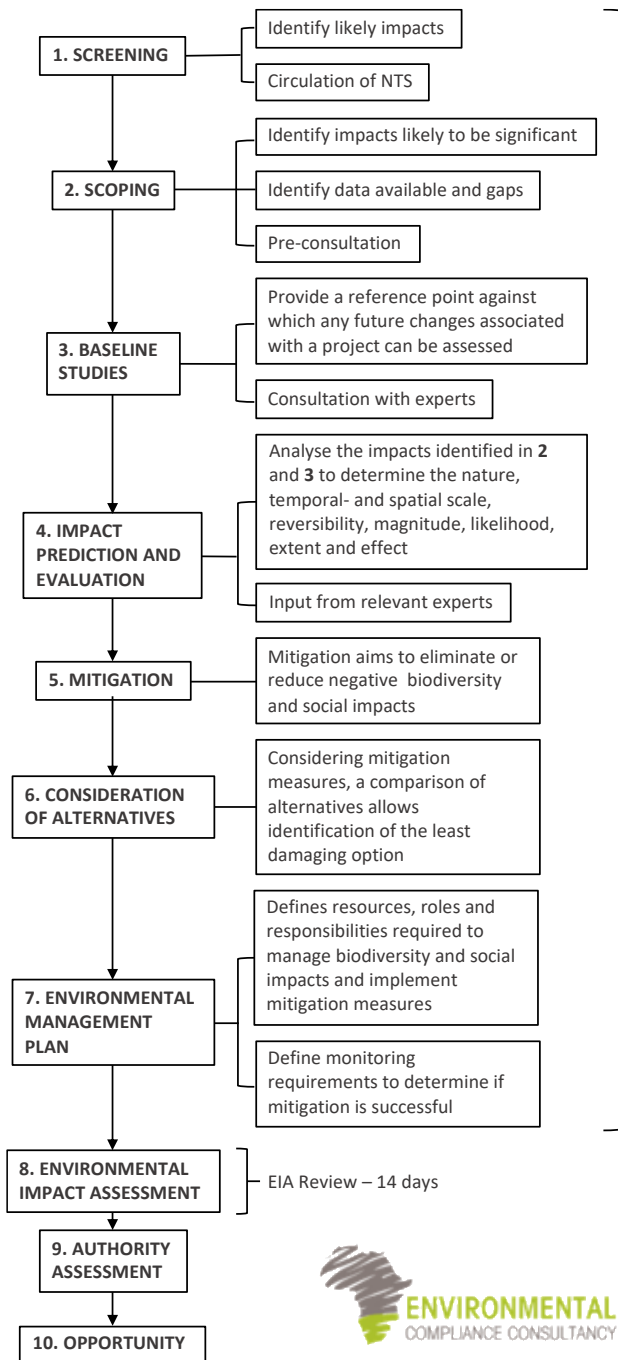 Identify likely impacts
1. SCREENING
Circulation of NTS
Identify impacts likely to be significant
2. SCOPING
Identify data available and gaps
Pre-consultation
Provide a reference point against
which any future changes associated
with a project can be assessed
3. BASELINE
STUDIES
Consultation with experts
Analyse the impacts identified in 2
and 3 to determine the nature,
temporal- and spatial scale,
reversibility, magnitude, likelihood,
extent and effect
4. IMPACT
PREDICTION AND
EVALUATION
Input from relevant experts
5. MITIGATION
Mitigation aims to eliminate or
reduce negative biodiversity
and social impacts
6. CONSIDERATION
OF ALTERNATIVES
Considering mitigation
measures, a comparison of
alternatives allows
identification of the least
damaging option
Defines resources, roles and
responsibilities required to
manage biodiversity and social
impacts and implement
mitigation measures
7. ENVIRONMENTAL
MANAGEMENT
PLAN
Define monitoring
requirements to determine if
mitigation is successful
8. ENVIRONMENTAL
IMPACT ASSESSMENT
EIA Review – 14 days
9. AUTHORITY
ASSESSMENT
10. OPPORTUNITY
ENVIRONMENTAL
COMPLIANCE CONSULTANCY